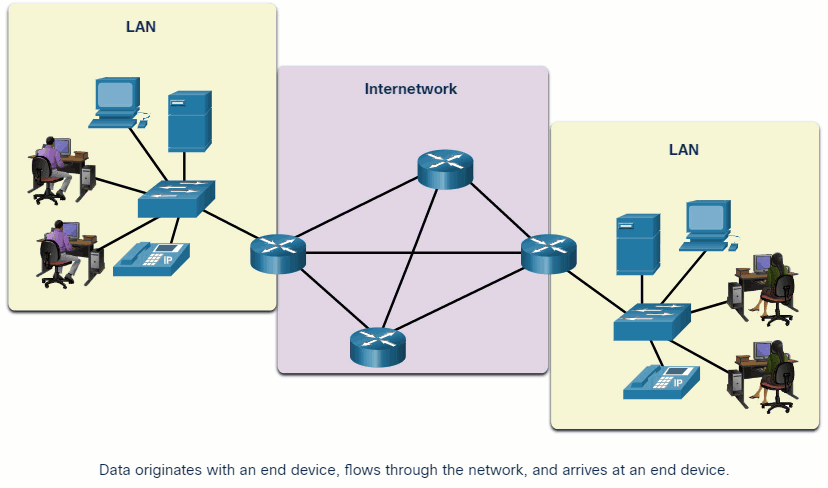 LAN
Internetwork
LAN
IP
IP
Data originates with an end device, flows through the network, and arrives at an end device.